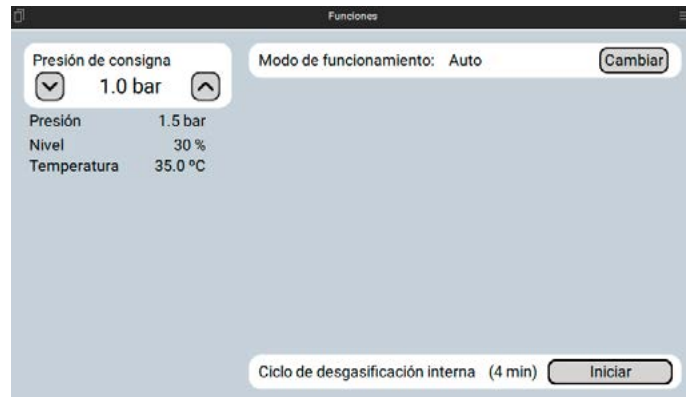 Funciones
Presión de consigna
1.0 bar
Modo de funcionamiento: Auto
Cambiar
Presión 1.5 bar
Nivel 30 %
Temperatura 35.0 ºC
Ciclo de desgasificación interna (4 min)
Iniciar